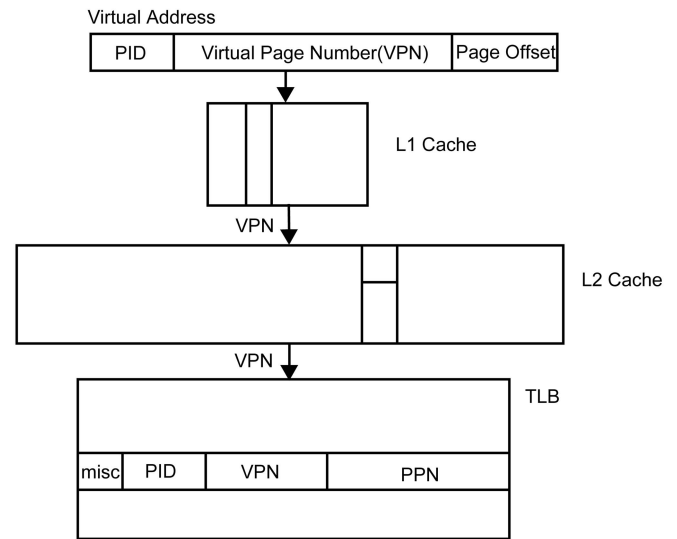 Virtual Address
PID Virtual Page Number(VPN) Page Offset
L1 Cache
VPN
L2 Cache
VPN
TLB
misc PID VPN PPN